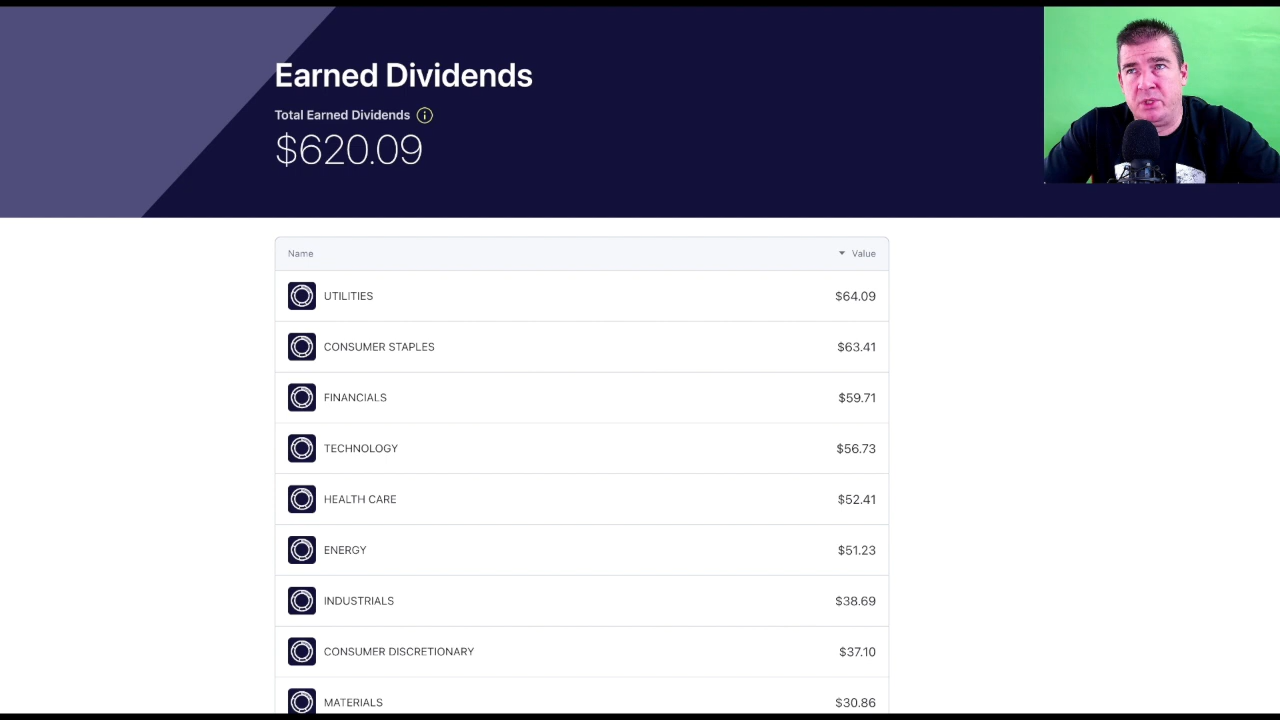 Earned Dividends
Total Earned Dividends
$620.09
Name Value
UTILITIES $64.09
CONSUMER STAPLES $63.41
FINANCIALS $59.71
TECHNOLOGY $56.73
HEALTH CARE $52.41
ENERGY $51.23
INDUSTRIALS $38.69
CONSUMER DISCRETIONARY $37.10
MATERIALS $30.86